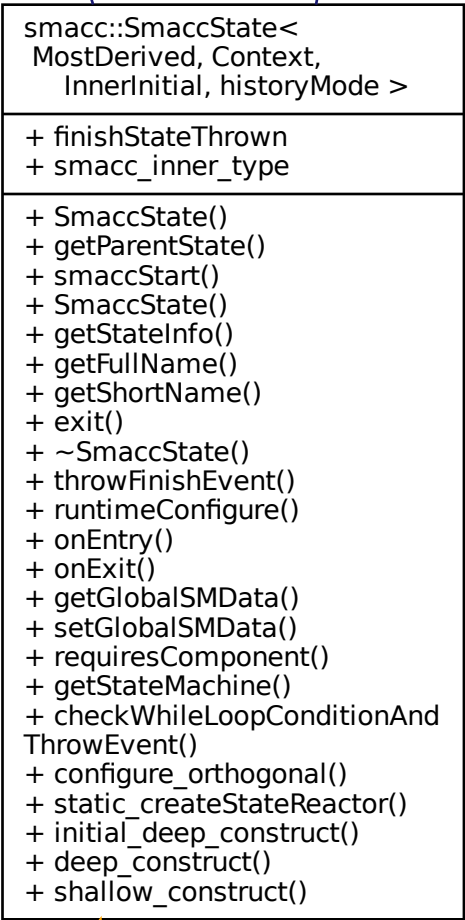 smacc::SmaccState<
MostDerived, Context,
InnerInitial, historyMode >
+ finishStateThrown
+ smacc_inner_type
+ SmaccState()
+ getParentState()
+ smaccStart()
+ SmaccState()
+ getStateInfo()
+ getFullName()
+ getShortName()
+ exit()
+ ~SmaccState()
+ throwFinishEvent()
+ runtimeConfigure()
+ onEntry()
+ onExit()
+ getGlobalSMData()
+ setGlobalSMData()
+ requiresComponent()
+ getStateMachine()
+ checkWhileLoopConditionAnd
ThrowEvent()
+ configure_orthogonal()
+ static_createStateReactor()
+ initial_deep_construct()
+ deep_construct()
+ shallow_construct()